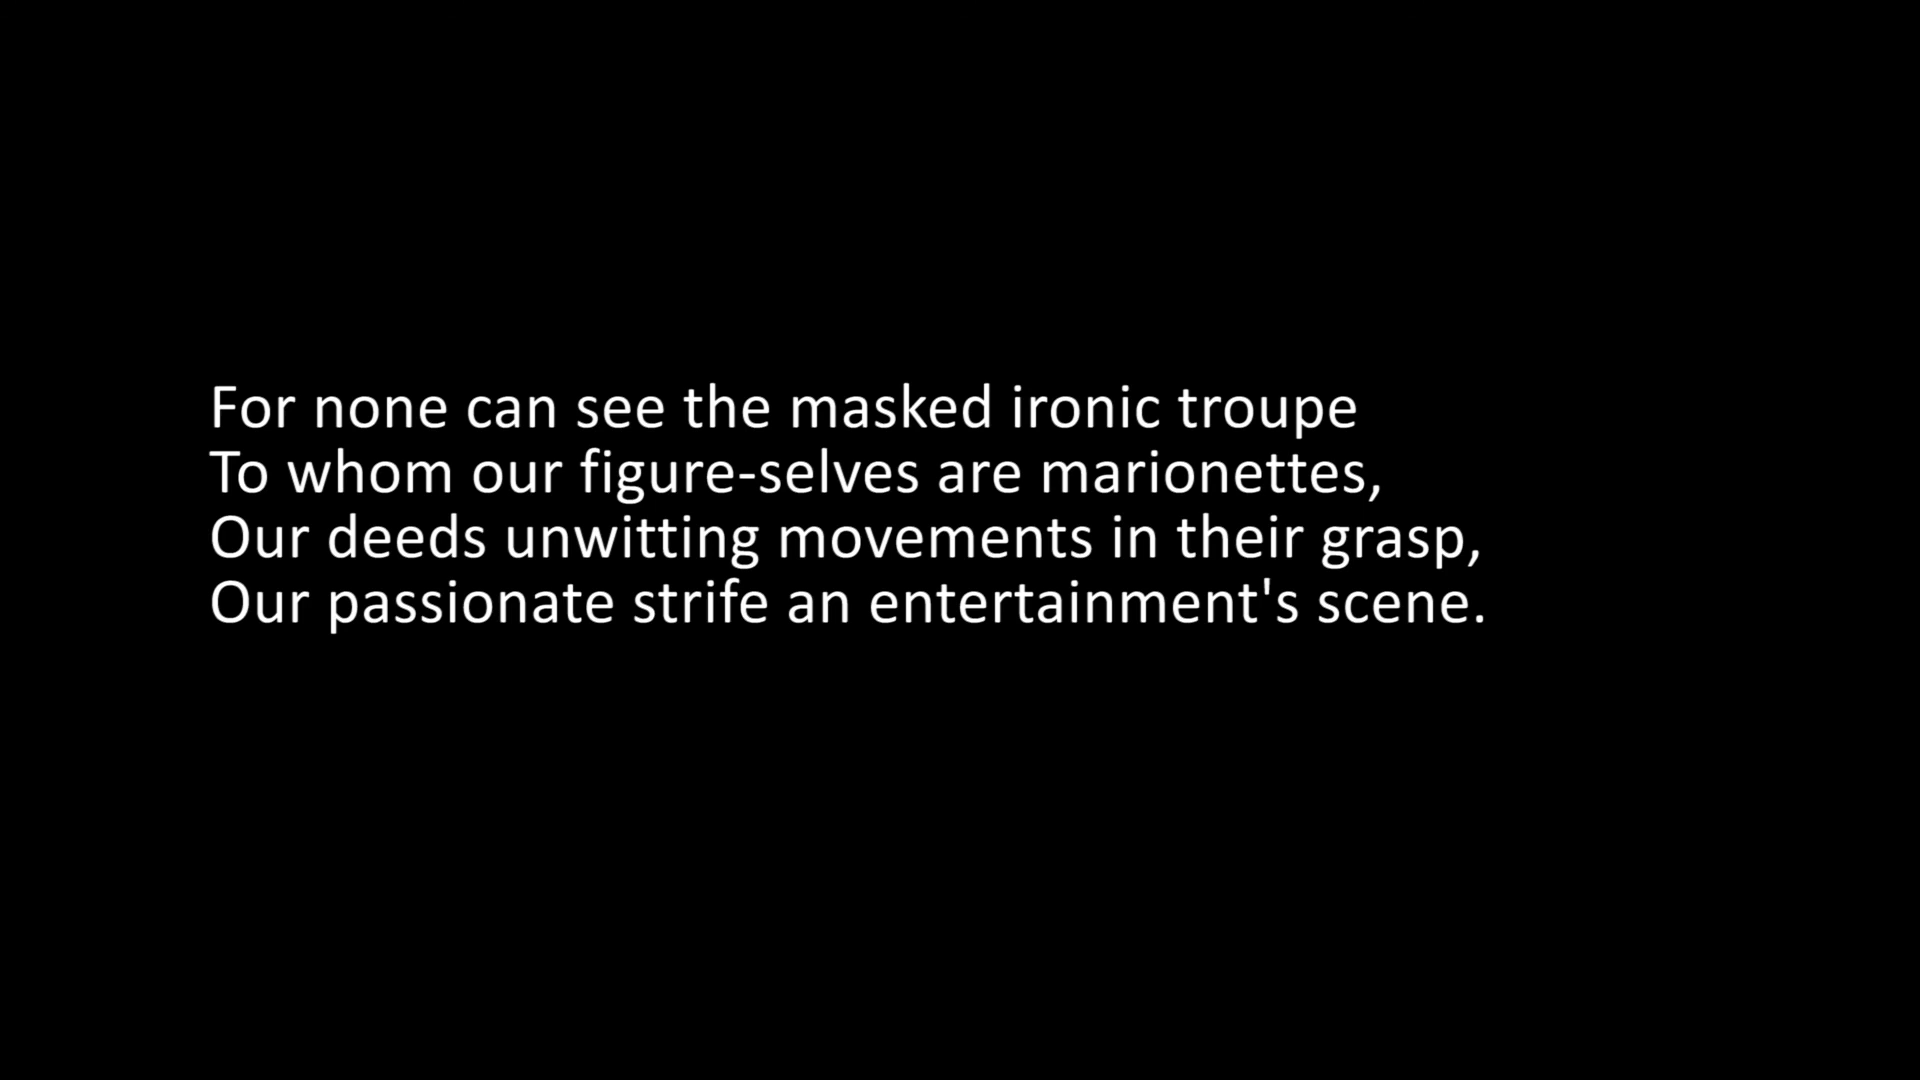 For none can see the masked ironic troupe
To whom our figure-selves are marionettes,
Our deeds unwitting movements in their grasp,
Our passionate strife an entertainment's scene.